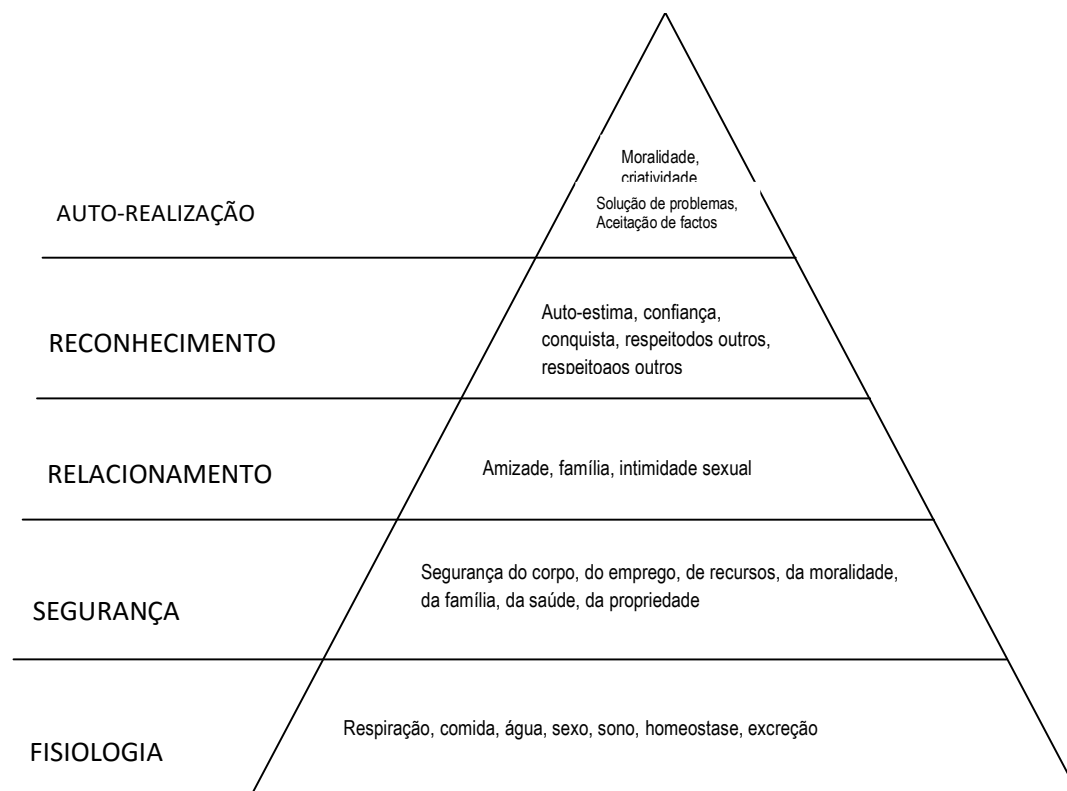 Moralidade,
criatividade
AUTO-REALIZAÇÃO
Solução de problemas,
Aceitação de factos
RECONHECIMENTO
Auto-estima, confiança,
conquista, respeitodos outros,
respeitoaos outros
RELACIONAMENTO
Amizade, família, intimidade sexual
SEGURANÇA
Segurança do corpo, do emprego, de recursos, da moralidade,
da família, da saúde, da propriedade
FISIOLOGIA
Respiração, comida, água, sexo, sono, homeostase, excreção